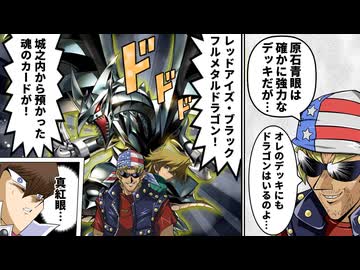 原石青眼は
確かに強力な
デッキだが…
オレのデッキにも
ドラゴンはいるのよ…
レッドアイズ・ブラック
フルメタルドラゴン！
ドドド
城之内から預かった
魂のカードが！
真紅眼…